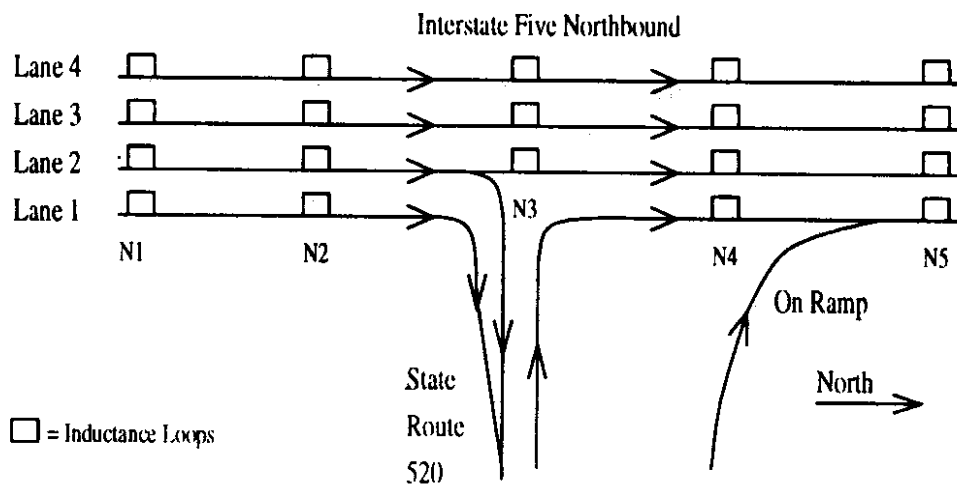 Interstate Five Northbound
Lane 4
Lane 3
Lane 2
Lane 1
N3
N1
N2
N4
N5
On Ramp
State
Route
520
North
= Inductance Loops